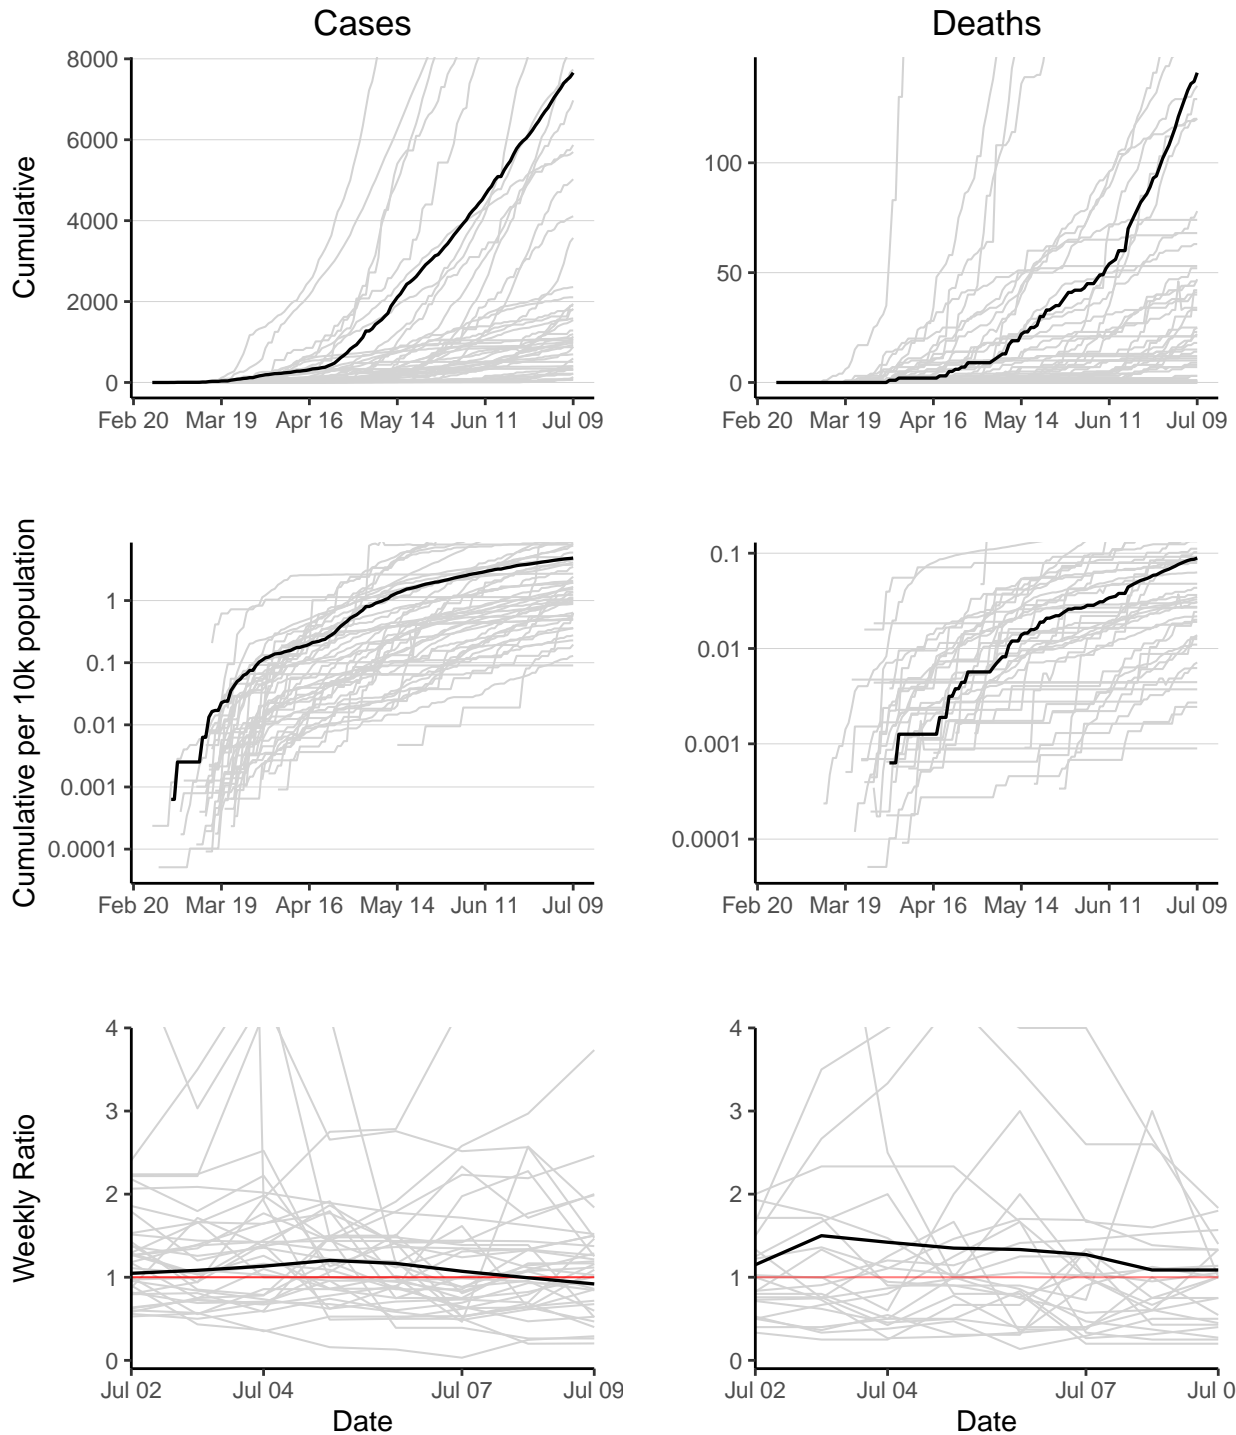 Cases
Deaths
Cumulative
8000
6000
4000
2000
0
Feb 20 Mar 19 Apr 16 May 14 Jun 11 Jul 09
100
50
0
Feb 20 Mar 19 Apr 16 May 14 Jun 11 Jul 09
Cumulative per 10k population
1
0.1
0.01
0.001
0.0001
Feb 20 Mar 19 Apr 16 May 14 Jun 11 Jul 09
0.1
0.01
0.001
0.0001
Feb 20 Mar 19 Apr 16 May 14 Jun 11 Jul 09
Weekly Ratio
4
3
2
1
0
Jul 02 Jul 04 Jul 07 Jul 09
Date
4
3
2
1
0
Jul 02 Jul 04 Jul 07 Jul 0
Date